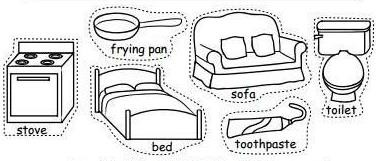 frying pan
sofa
toilet
stove
bed
toothpaste